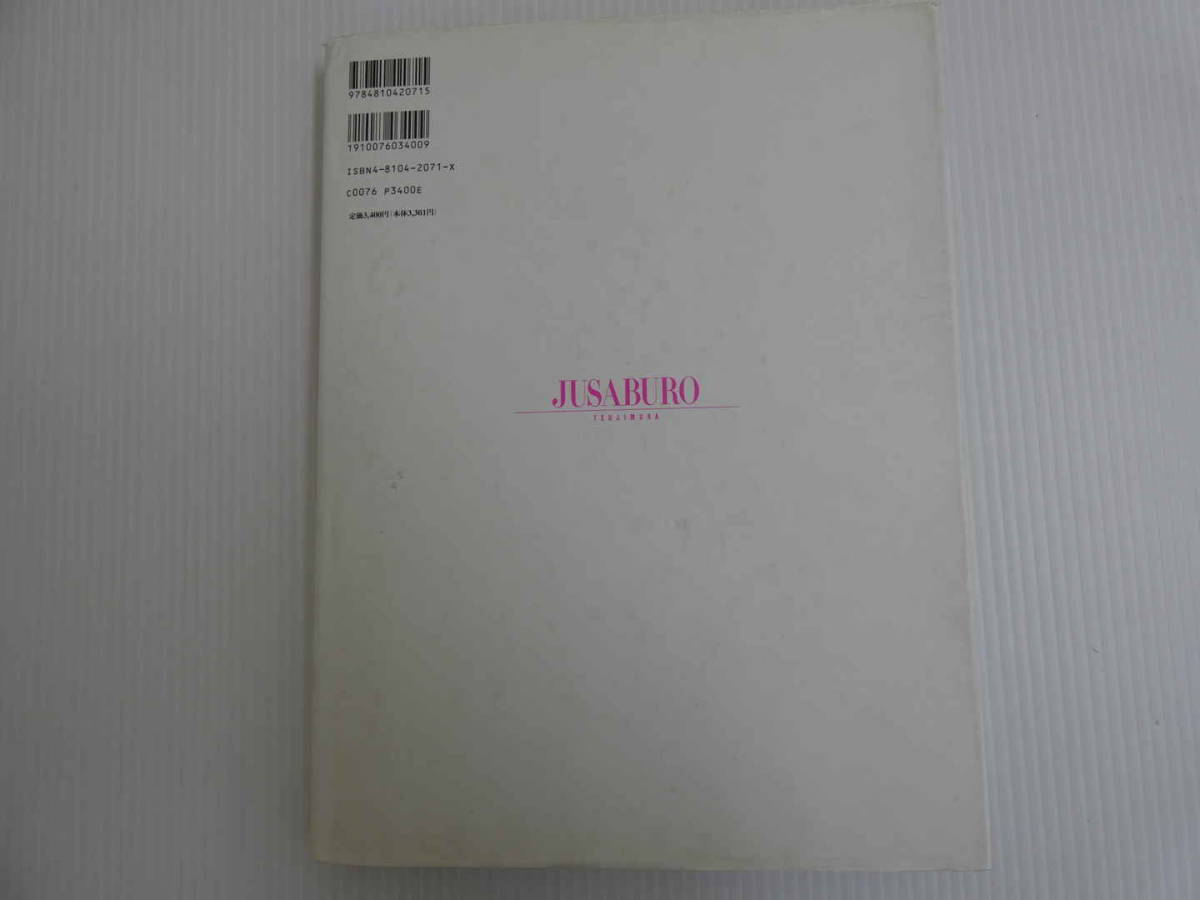 9784810420715
1910076034009
ISBN4-8104-2071-X
C0076 P3400E
定価3,400円(本体3,301円)
JUSABURO
TSUJIMURA